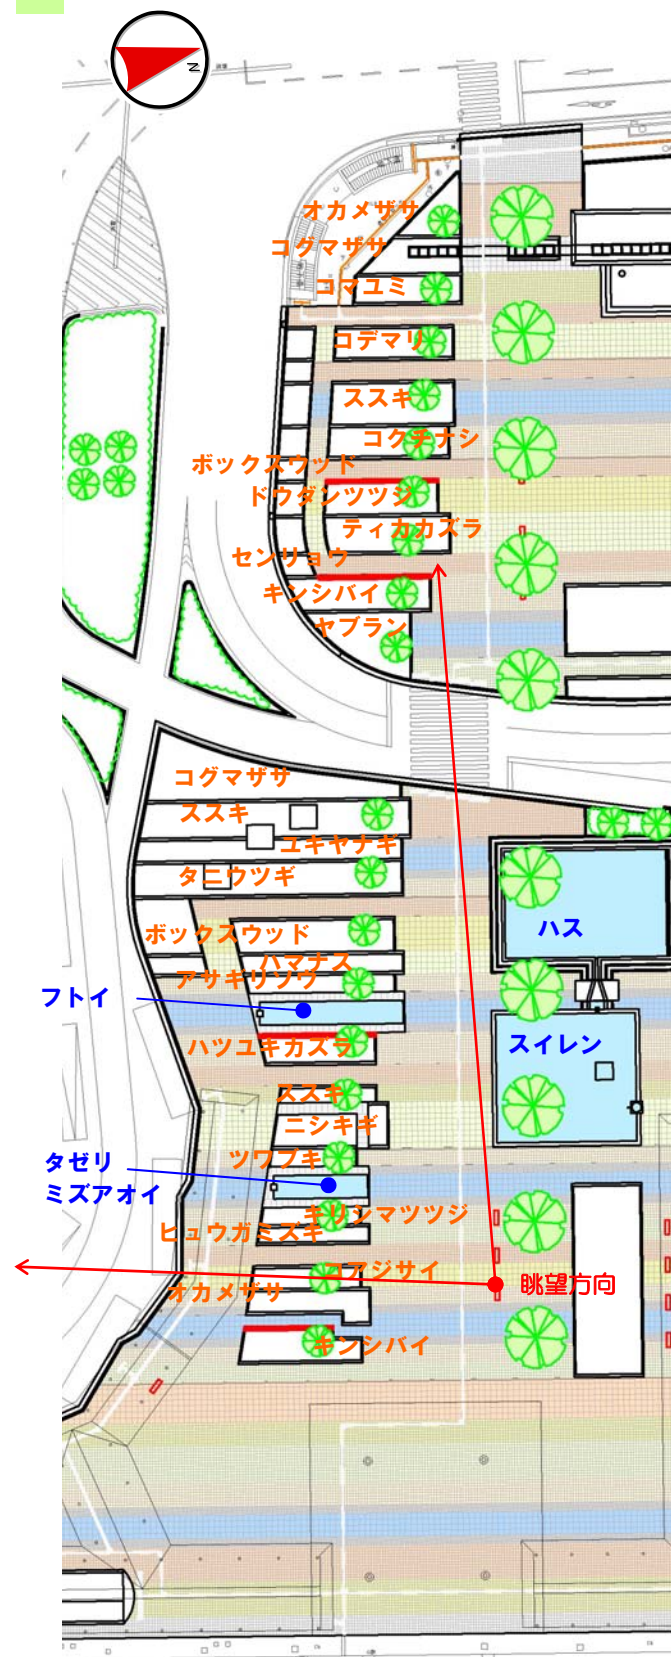 N
オカメザサ
コグマザサ
コマユミ
コデマリ
ススキ
コクチナシ
ボックスウッド
ドウダンツツジ
ティカカズラ
センリョウ
キンシバイ
ヤブラン
コグマザサ
ススキ
ユキヤナギ
タニウツギ
ハス
ボックスウッド
ハマナス
アサギリソウ
フトイ
スイレン
ハツユキカズラ
ススキ
ニシキギ
ツワブキ
タゼリ
ミズアオイ
キリシマツツジ
ヒュウガミズキ
コアジサイ
眺望方向
オカメザサ
キンシバイ